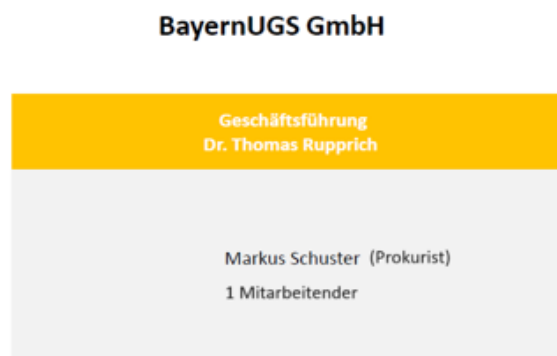 BayernUGS GmbH
Geschäftsführung
Dr. Thomas Rupprich
Markus Schuster (Prokurist)
1 Mitarbeitender